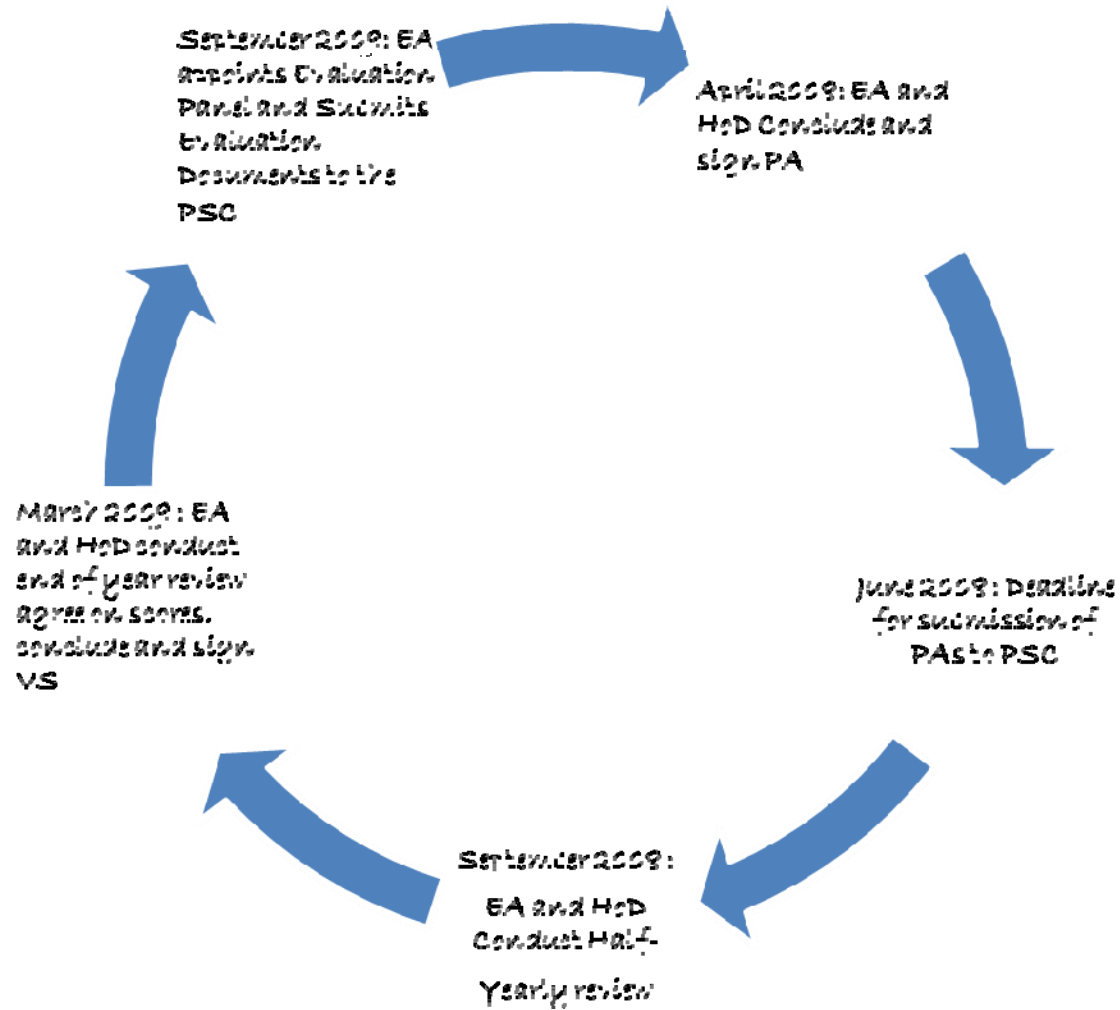 September 2009: EA
appoints Evaluation
Panel and Submits
Evaluation
Documents to the
PSC
April 2008: EA and
HoD Conclude and
sign PA
June 2008: Deadline
for submission of
PAs to PSC
September 2008:
EA and HoD
Conduct Half-
Yearly review
March 2009: EA
and HoD conduct
end of year review
agree on scores,
conclude and sign
VS